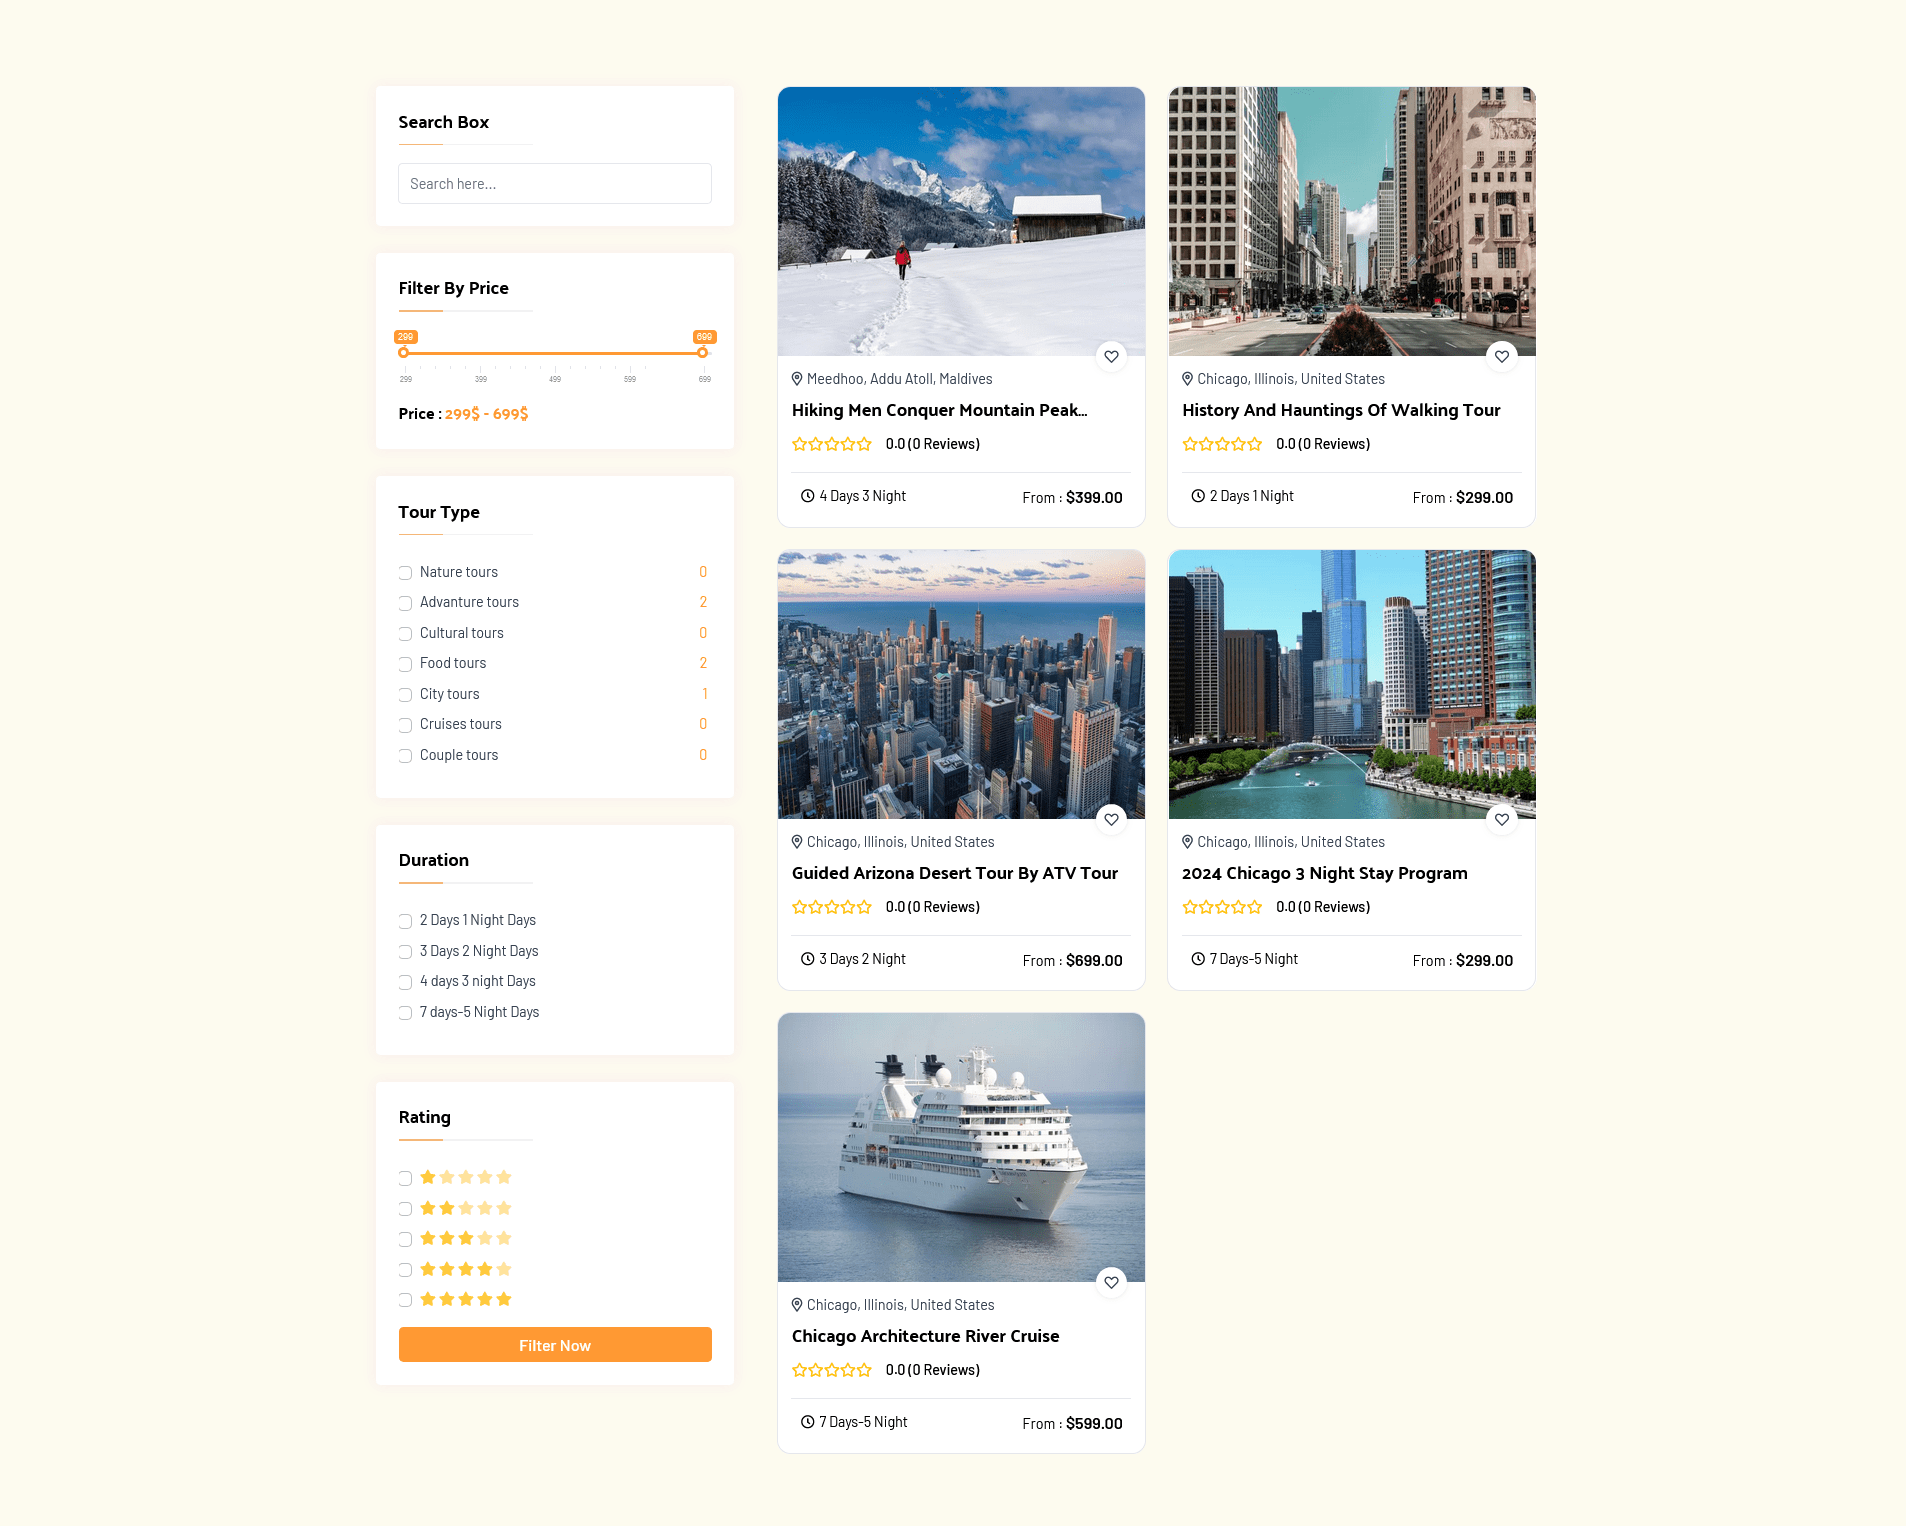 Search Box
Search here...
Filter By Price
299
699
299
399
499
599
699
Price : 299$ - 699$
Tour Type
Nature tours 0
Advanture tours 2
Cultural tours 0
Food tours 2
City tours 1
Cruises tours 0
Couple tours 0
Duration
2 Days 1 Night Days
3 Days 2 Night Days
4 days 3 night Days
7 days-5 Night Days
Rating
Filter Now
Meedhoo, Addu Atoll, Maldives
Hiking Men Conquer Mountain Peak...
0.0 (0 Reviews)
4 Days 3 Night
From : $399.00
Chicago, Illinois, United States
History And Hauntings Of Walking Tour
0.0 (0 Reviews)
2 Days 1 Night
From : $299.00
Chicago, Illinois, United States
Guided Arizona Desert Tour By ATV Tour
0.0 (0 Reviews)
3 Days 2 Night
From : $699.00
Chicago, Illinois, United States
2024 Chicago 3 Night Stay Program
0.0 (0 Reviews)
7 Days-5 Night
From : $299.00
Chicago, Illinois, United States
Chicago Architecture River Cruise
0.0 (0 Reviews)
7 Days-5 Night
From : $599.00